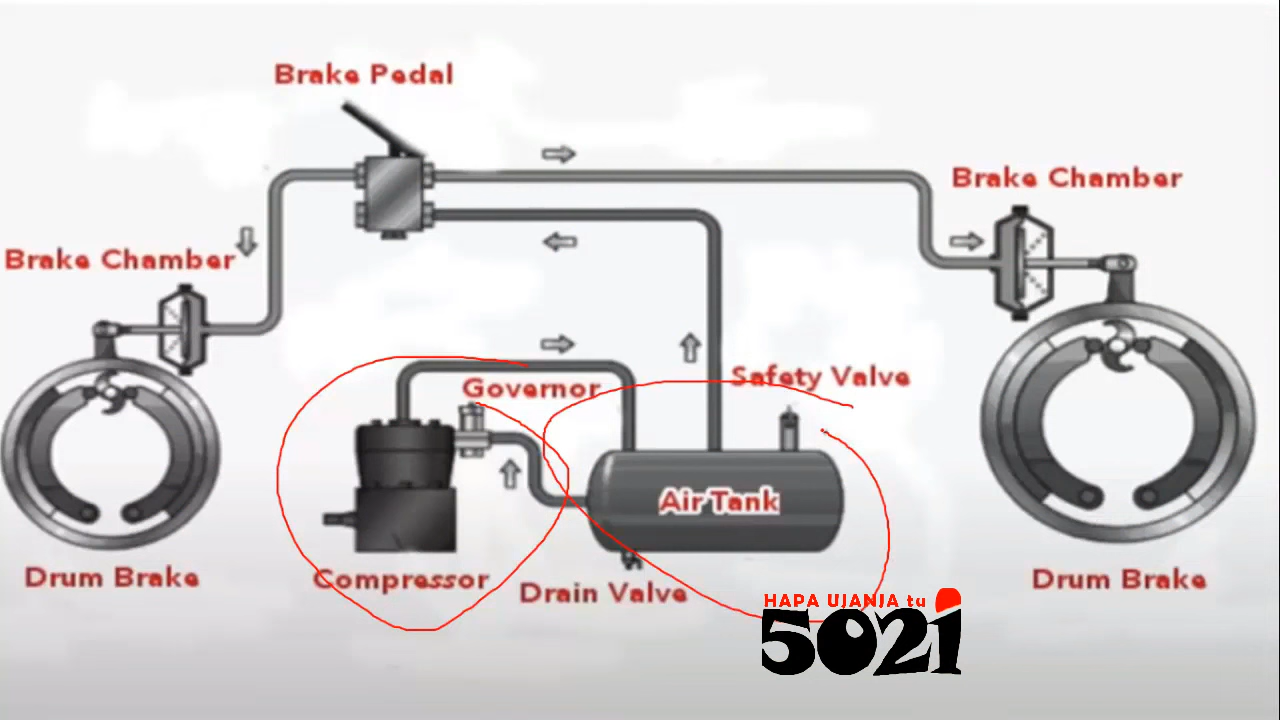 Brake Pedal
Brake Chamber
Brake Chamber
Safety Valve
Governor
Air Tank
Drum Brake
Compressor
Drain Valve
Drum Brake
HAPA UJANJA tu
5021